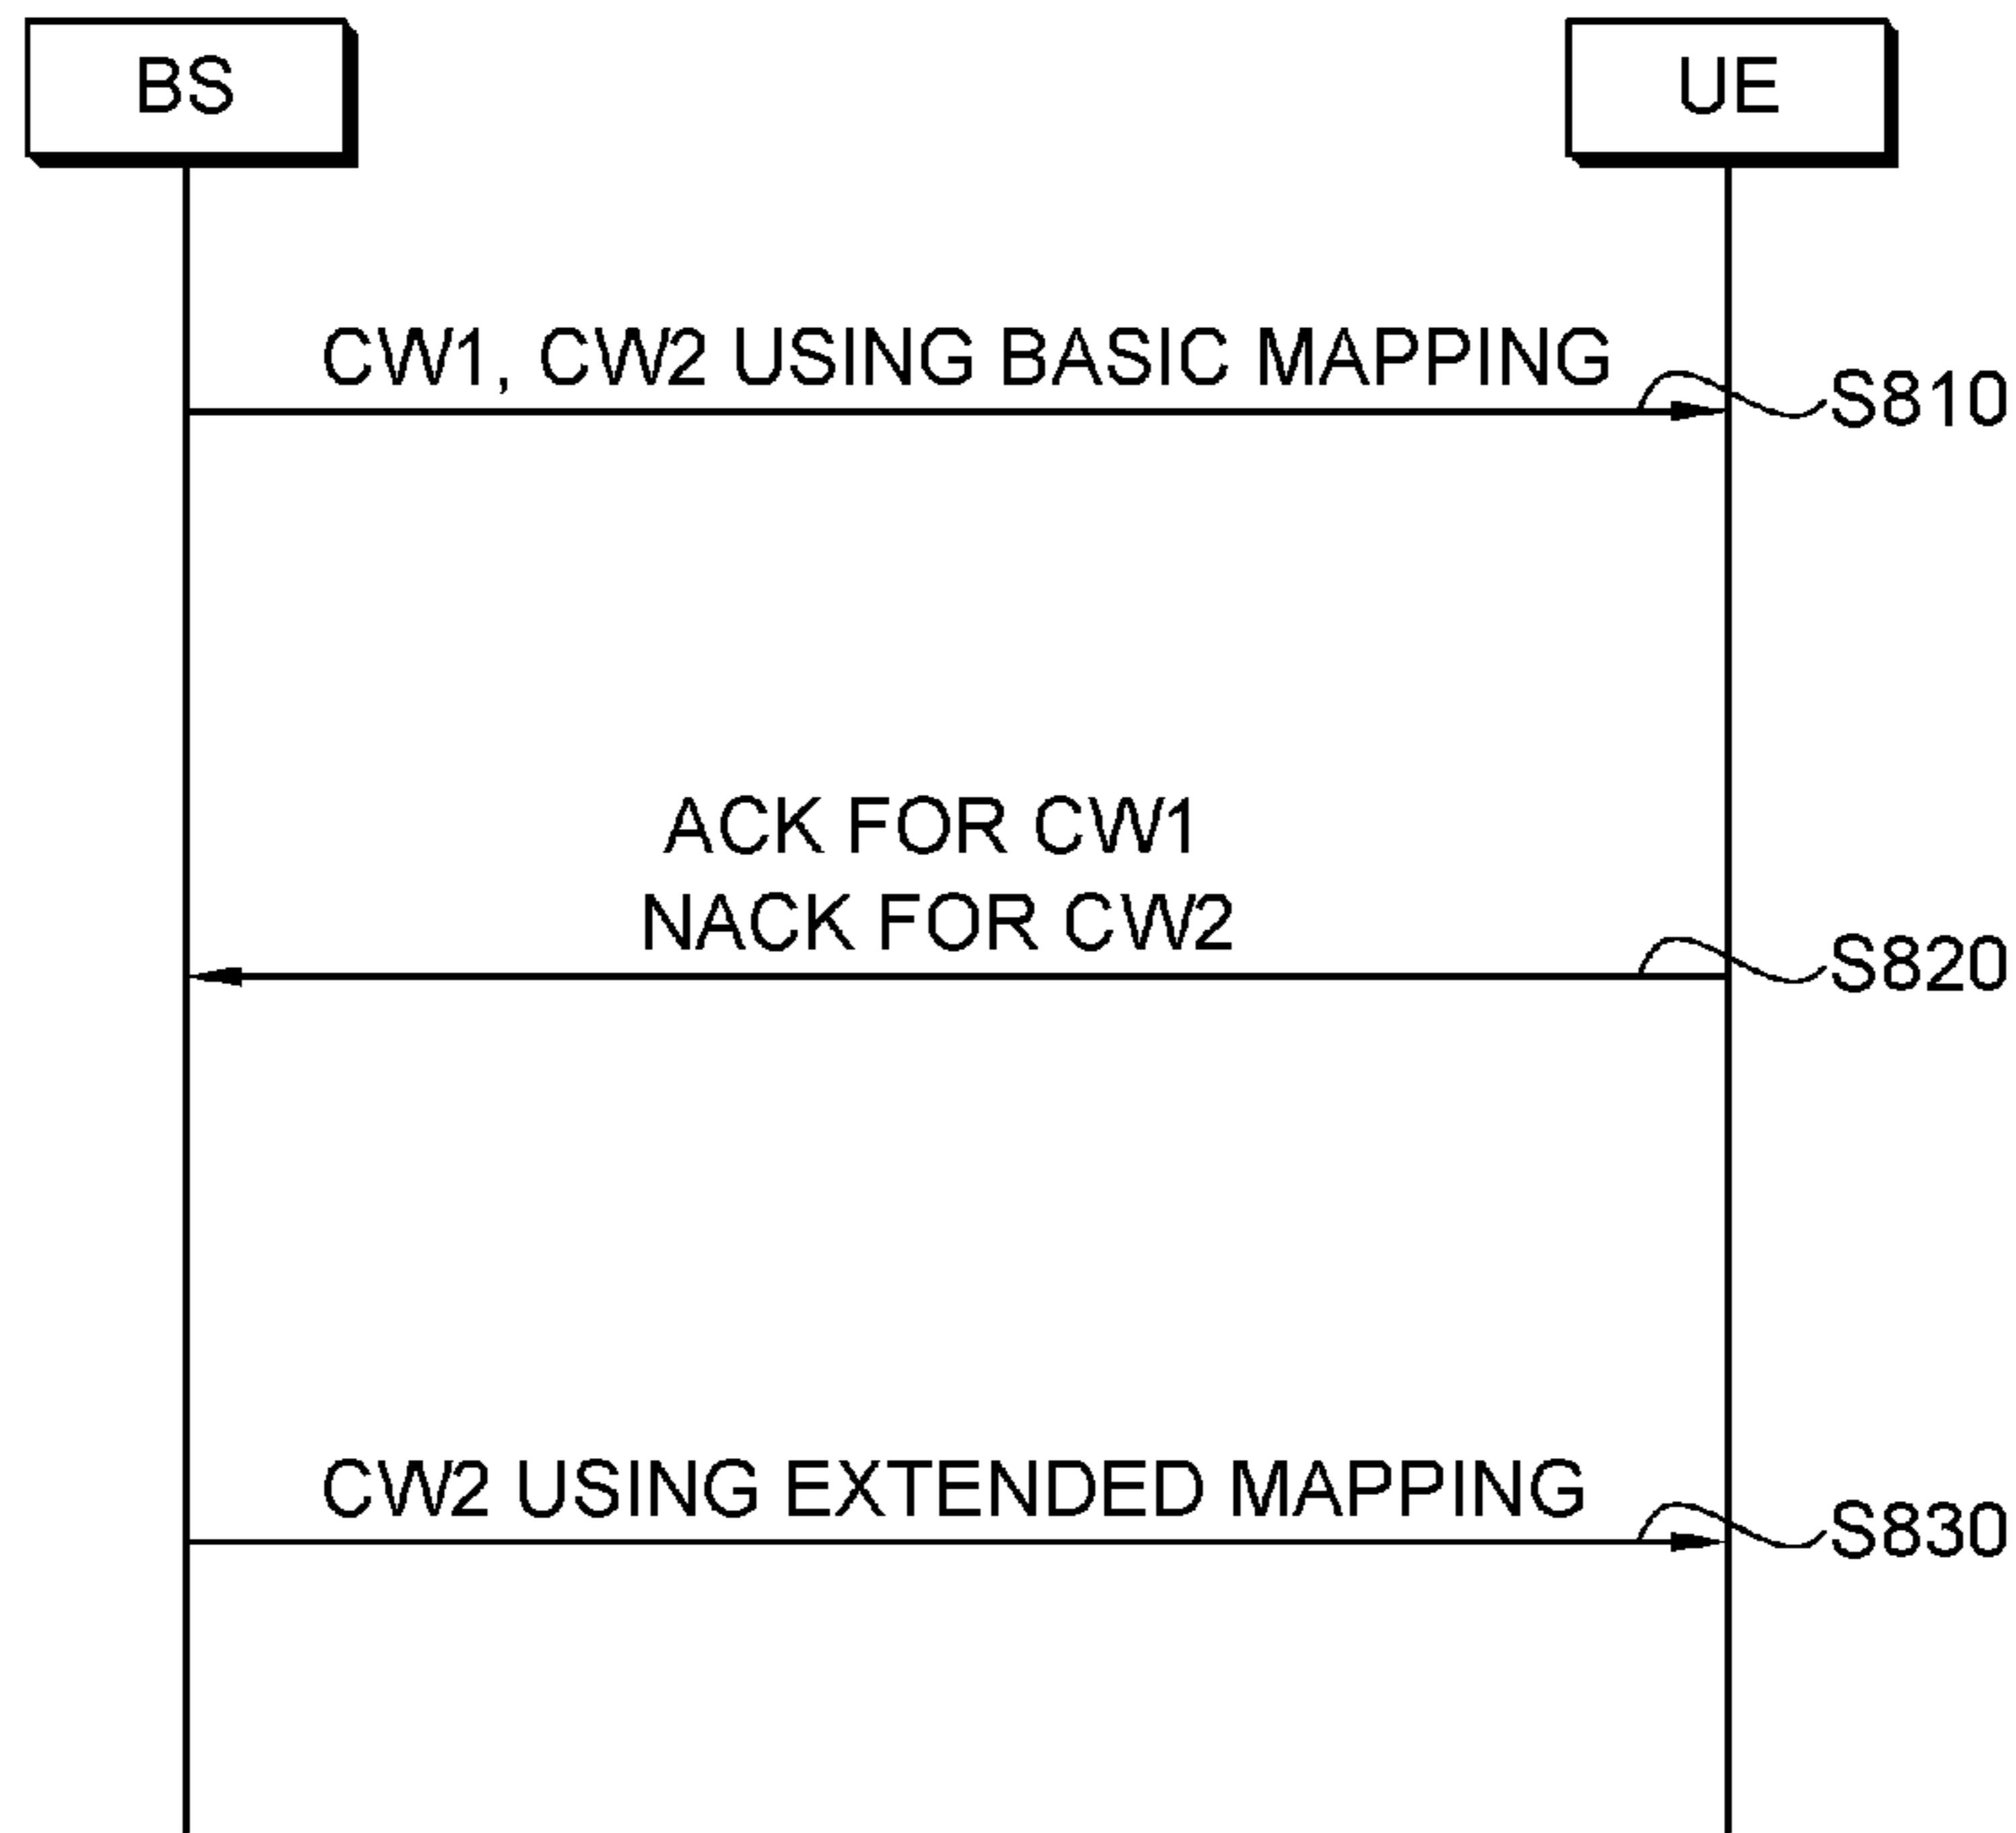 BS
UE
CW1, CW2 USING BASIC MAPPING
S810
ACK FOR CW1
NACK FOR CW2
S820
CW2 USING EXTENDED MAPPING
S830